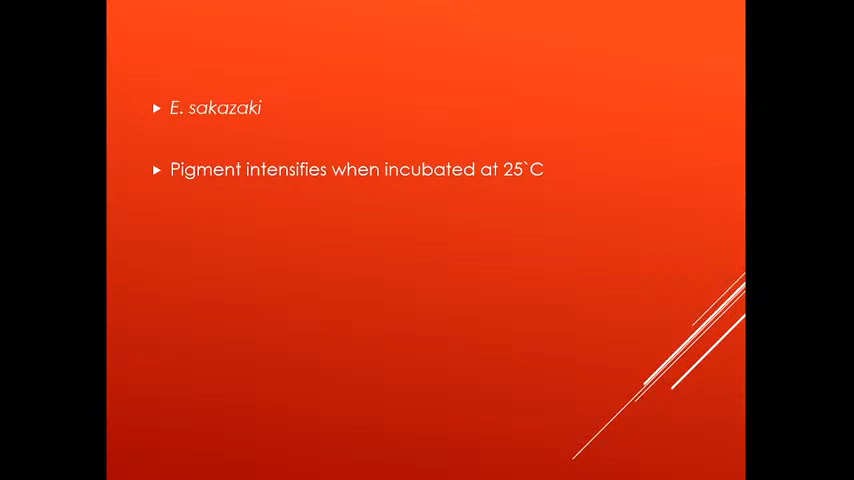 E. sakazaki
Pigment intensifies when incubated at 25`C